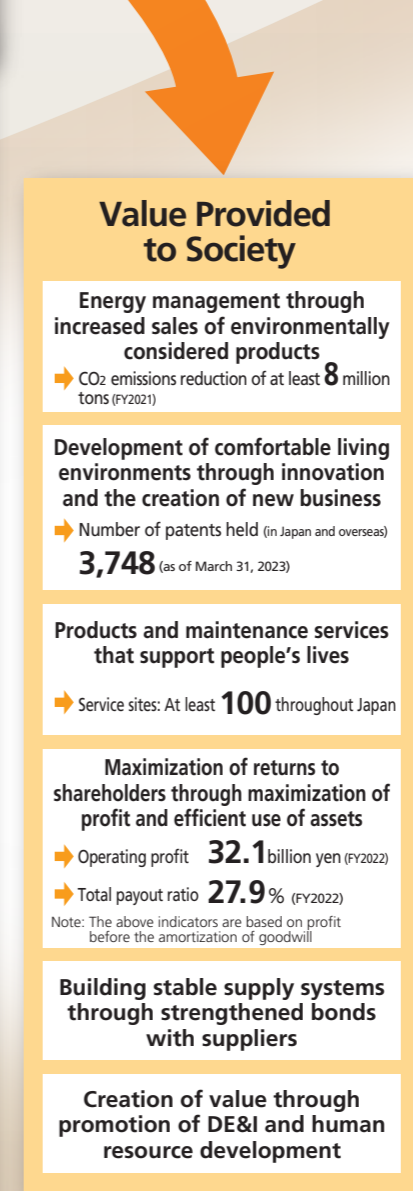 Value Provided
to Society
Energy management through
increased sales of environmentally
considered products
CO2 emissions reduction of at least 8 million
tons (FY2021)
Development of comfortable living
environments through innovation
and the creation of new business
Number of patents held (in Japan and overseas)
3,748 (as of March 31, 2023)
Products and maintenance services
that support people's lives
Service sites: At least 100 throughout Japan
Maximization of returns to
shareholders through maximization of
profit and efficient use of assets
Operating profit 32.1 billion yen (FY2022)
Total payout ratio 27.9% (FY2022)
Note: The above indicators are based on profit
before the amortization of goodwill
Building stable supply systems
through strengthened bonds
with suppliers
Creation of value through
promotion of DE&I and human
resource development